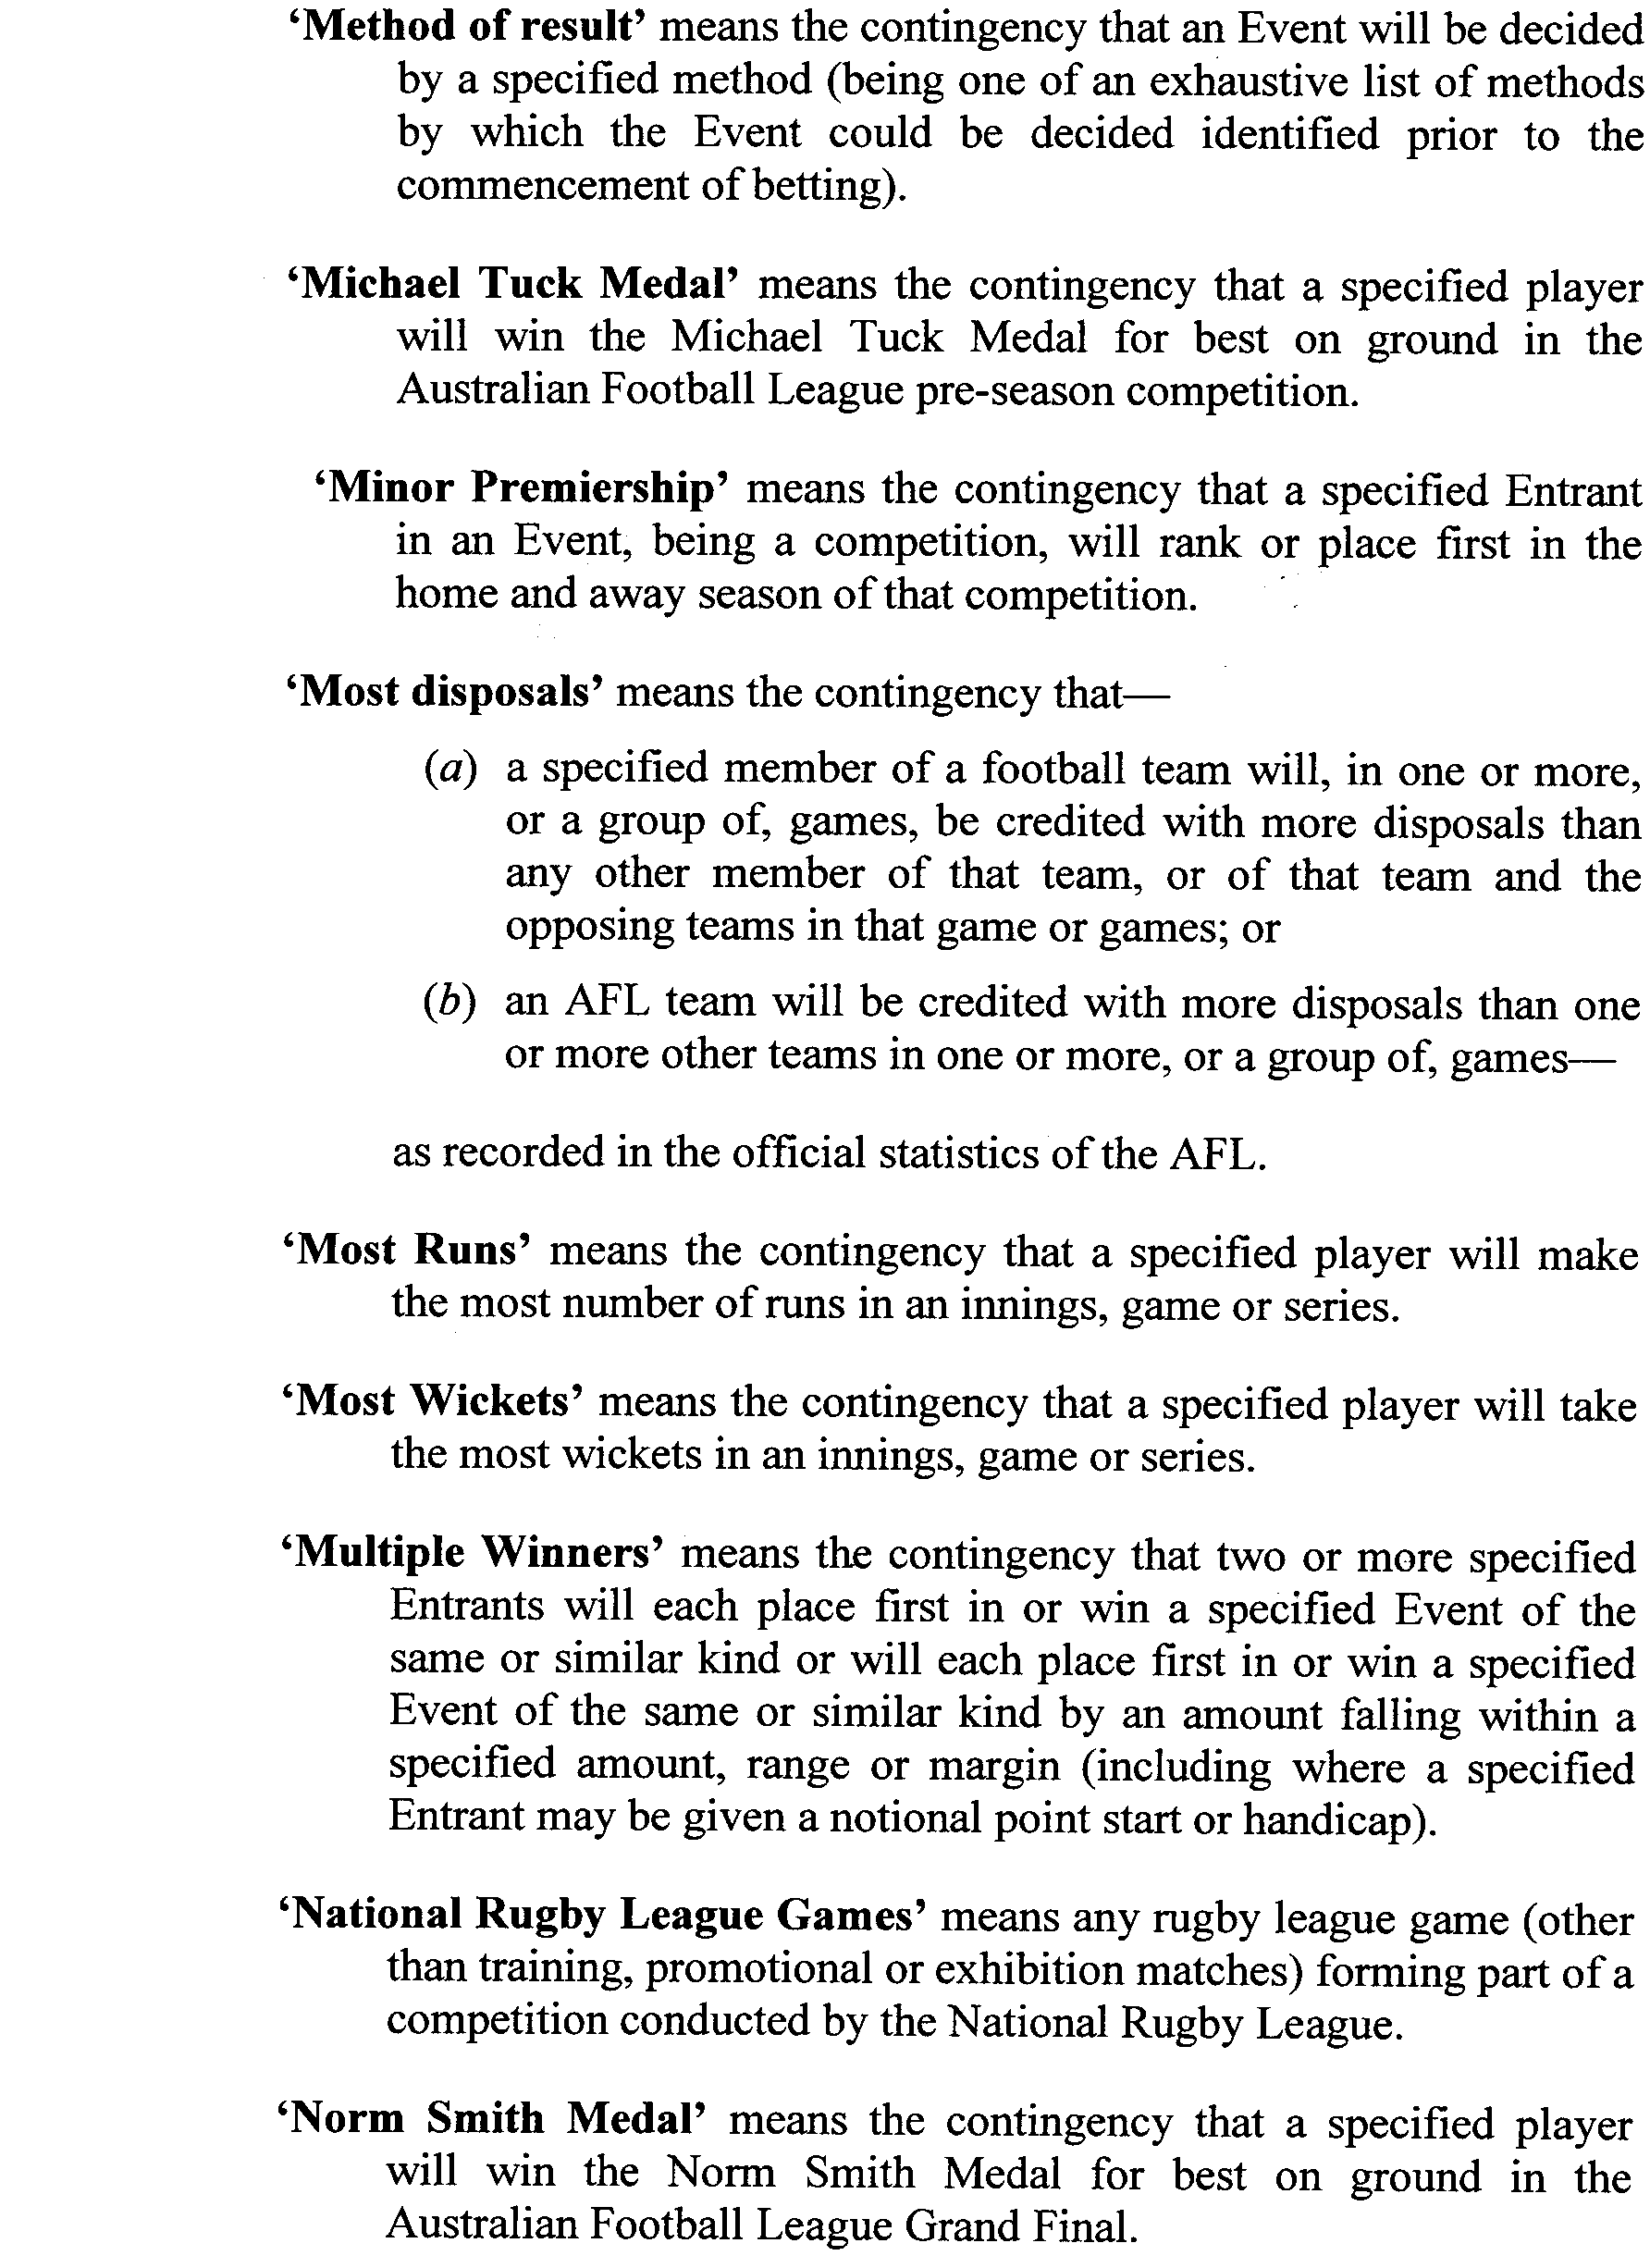 ‘Method of result’ means the contingency that an Event will be decided
by a specified method (being one of an exhaustive list of methods
by which the Event could be decided identified prior to the
commencement of betting).
‘Michael Tuck Medal’ means the contingency that a specified player
will win the Michael Tuck Medal for best on ground in the
Australian Football League pre-season competition.
‘Minor Premiership’ means the contingency that a specified Entrant
in an Event, being a competition, will rank or place first in the
home and away season of that competition.
‘Most disposals’ means the contingency that—
(a) a specified member of a football team will, in one or more,
or a group of, games, be credited with more disposals than
any other member of that team, or of that team and the
opposing teams in that game or games; or
(b) an AFL team will be credited with more disposals than one
or more other teams in one or more, or a group of, games—
as recorded in the official statistics of the AFL.
‘Most Runs’ means the contingency that a specified player will make
the most number of runs in an innings, game or series.
‘Most Wickets’ means the contingency that a specified player will take
the most wickets in an innings, game or series.
‘Multiple Winners’ means the contingency that two or more specified
Entrants will each place first in or win a specified Event of the
same or similar kind or will each place first in or win a specified
Event of the same or similar kind by an amount falling within a
specified amount, range or margin (including where a specified
Entrant may be given a notional point start or handicap).
‘National Rugby League Games’ means any rugby league game (other
than training, promotional or exhibition matches) forming part of a
competition conducted by the National Rugby League.
‘Norm Smith Medal’ means the contingency that a specified player
will win the Norm Smith Medal for best on ground in the
Australian Football League Grand Final.